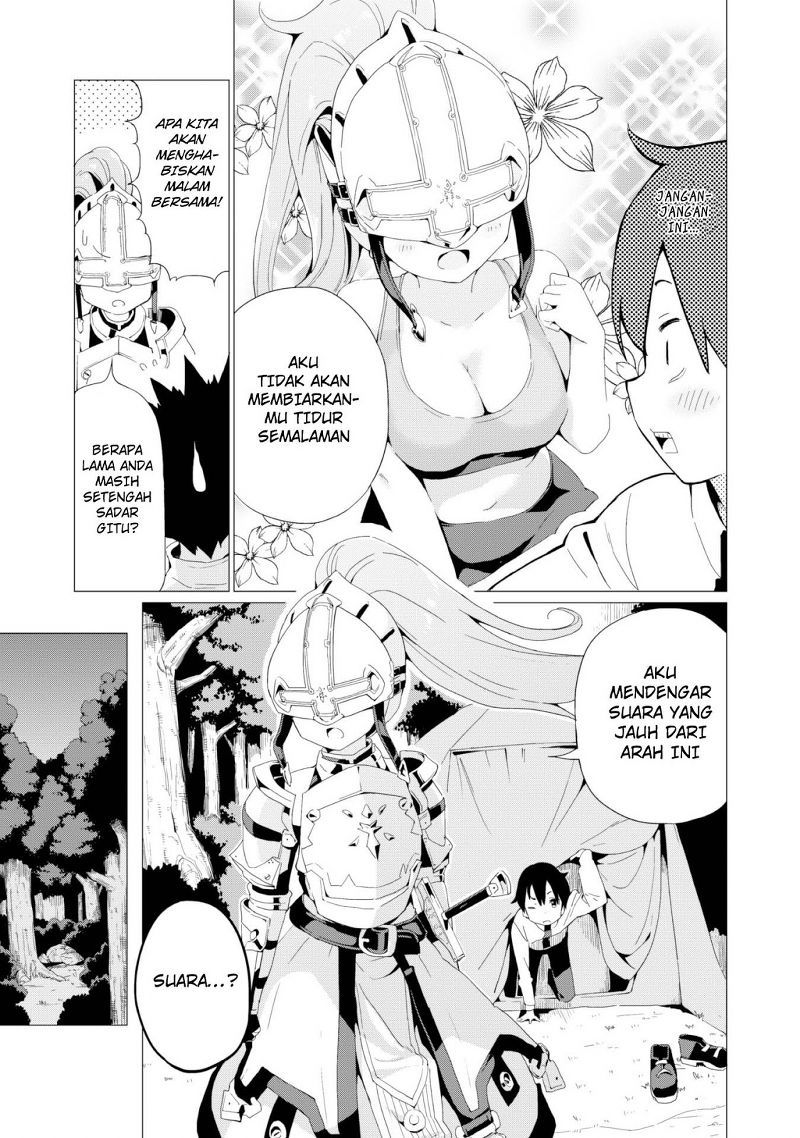 JANGAN-
JANGAN
INI...
AKU
TIDAK AKAN
MEMBIARKAN-
MU TIDUR
SEMALAMAN
APA KITA
AKAN
MENGHA-
BISKAN
MALAM
BERSAMA!
BERAPA
LAMA ANDA
MASIH
SETENGAH
SADAR
GITU?
AKU
MENDENGAR
SUARA YANG
JAUH DARI
ARAH INI
SUARA...?